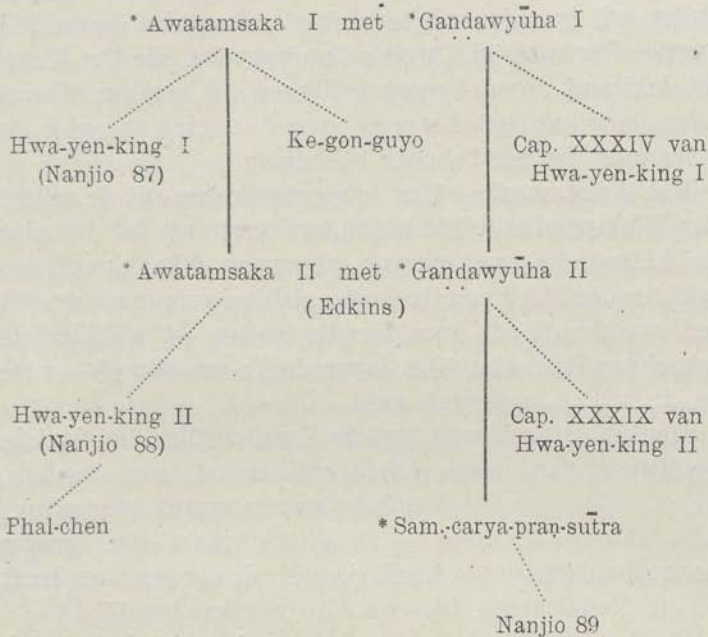 * Awatamsaka I met *Gandawyūha I
Hwa-yen-king I Ke-gon-guyo Cap. XXXIV van
(Nanjio 87) Hwa-yen-king I
*Awatamsaka II met *Gandawyūha II
(Edkins)
Hwa-yen-king II Cap. XXXIX van
(Nanjio 88) Hwa-yen-king II
Phal-chen * Sam.-carya-praṇ-sūtra
Nanjio 89